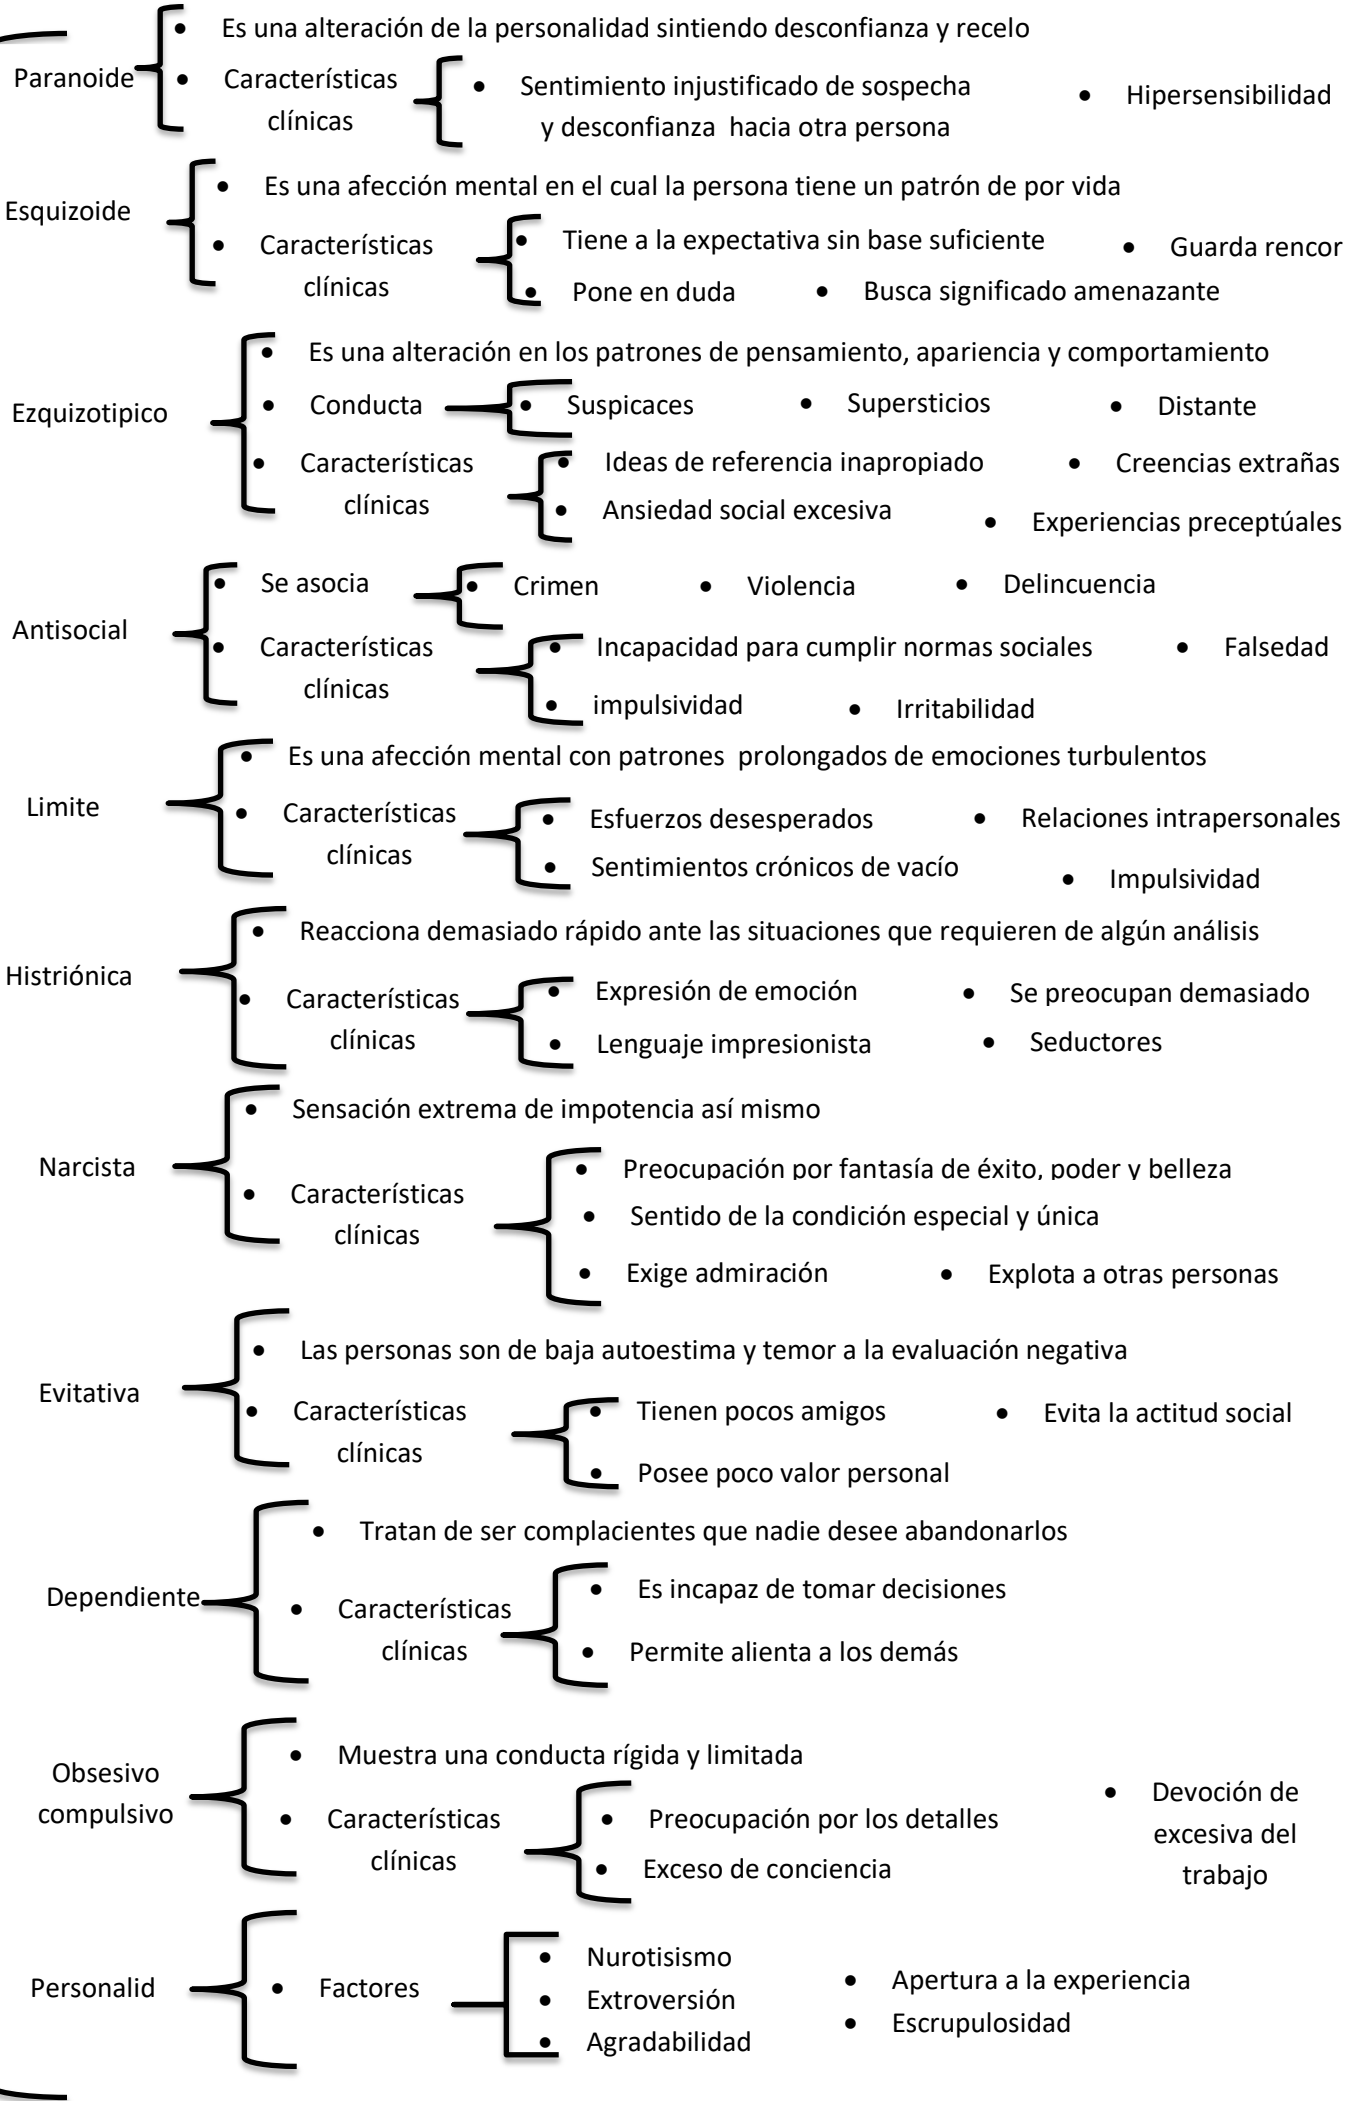 • Es una alteración de la personalidad sintiendo desconfianza y recelo
Paranoide • Características • Sentimiento injustificado de sospecha • Hipersensibilidad
clínicas y desconfianza hacia otra persona
• Es una afección mental en el cual la persona tiene un patrón de por vida
Esquizoide
• Características • Tiene a la expectativa sin base suficiente • Guarda rencor
clínicas • Pone en duda • Busca significado amenazante
• Es una alteración en los patrones de pensamiento, apariencia y comportamiento
Ezquizotipico • Conducta • Suspicaces • Supersticios • Distante
• Características • Ideas de referencia inapropiado • Creencias extrañas
clínicas • Ansiedad social excesiva • Experiencias preceptúales
• Se asocia • Crimen • Violencia • Delincuencia
Antisocial
• Características • Incapacidad para cumplir normas sociales • Falsedad
clínicas • impulsividad • Irritabilidad
• Es una afección mental con patrones prolongados de emociones turbulentos
Limite • Características • Esfuerzos desesperados • Relaciones intrapersonales
clínicas • Sentimientos crónicos de vacío • Impulsividad
• Reacciona demasiado rápido ante las situaciones que requieren de algún análisis
Histriónica
• Características • Expresión de emoción • Se preocupan demasiado
clínicas • Lenguaje impresionista • Seductores
• Sensación extrema de impotencia así mismo
Narcista • Preocupación por fantasía de éxito, poder y belleza
• Características • Sentido de la condición especial y única
clínicas
• Exige admiración • Explota a otras personas
• Las personas son de baja autoestima y temor a la evaluación negativa
Evitativa
• Características • Tienen pocos amigos • Evita la actitud social
clínicas • Posee poco valor personal
• Tratan de ser complacientes que nadie desee abandonarlos
Dependiente • Es incapaz de tomar decisiones
• Características
clínicas • Permite alienta a los demás
• Muestra una conducta rígida y limitada
Obsesivo
compulsivo
• Características • Preocupación por los detalles • Devoción de
clínicas • Exceso de conciencia excesiva del
trabajo
Personalid • Factores • Nurotisismo
• Extroversión
• Agradabilidad
• Apertura a la experiencia
• Escrupulosidad